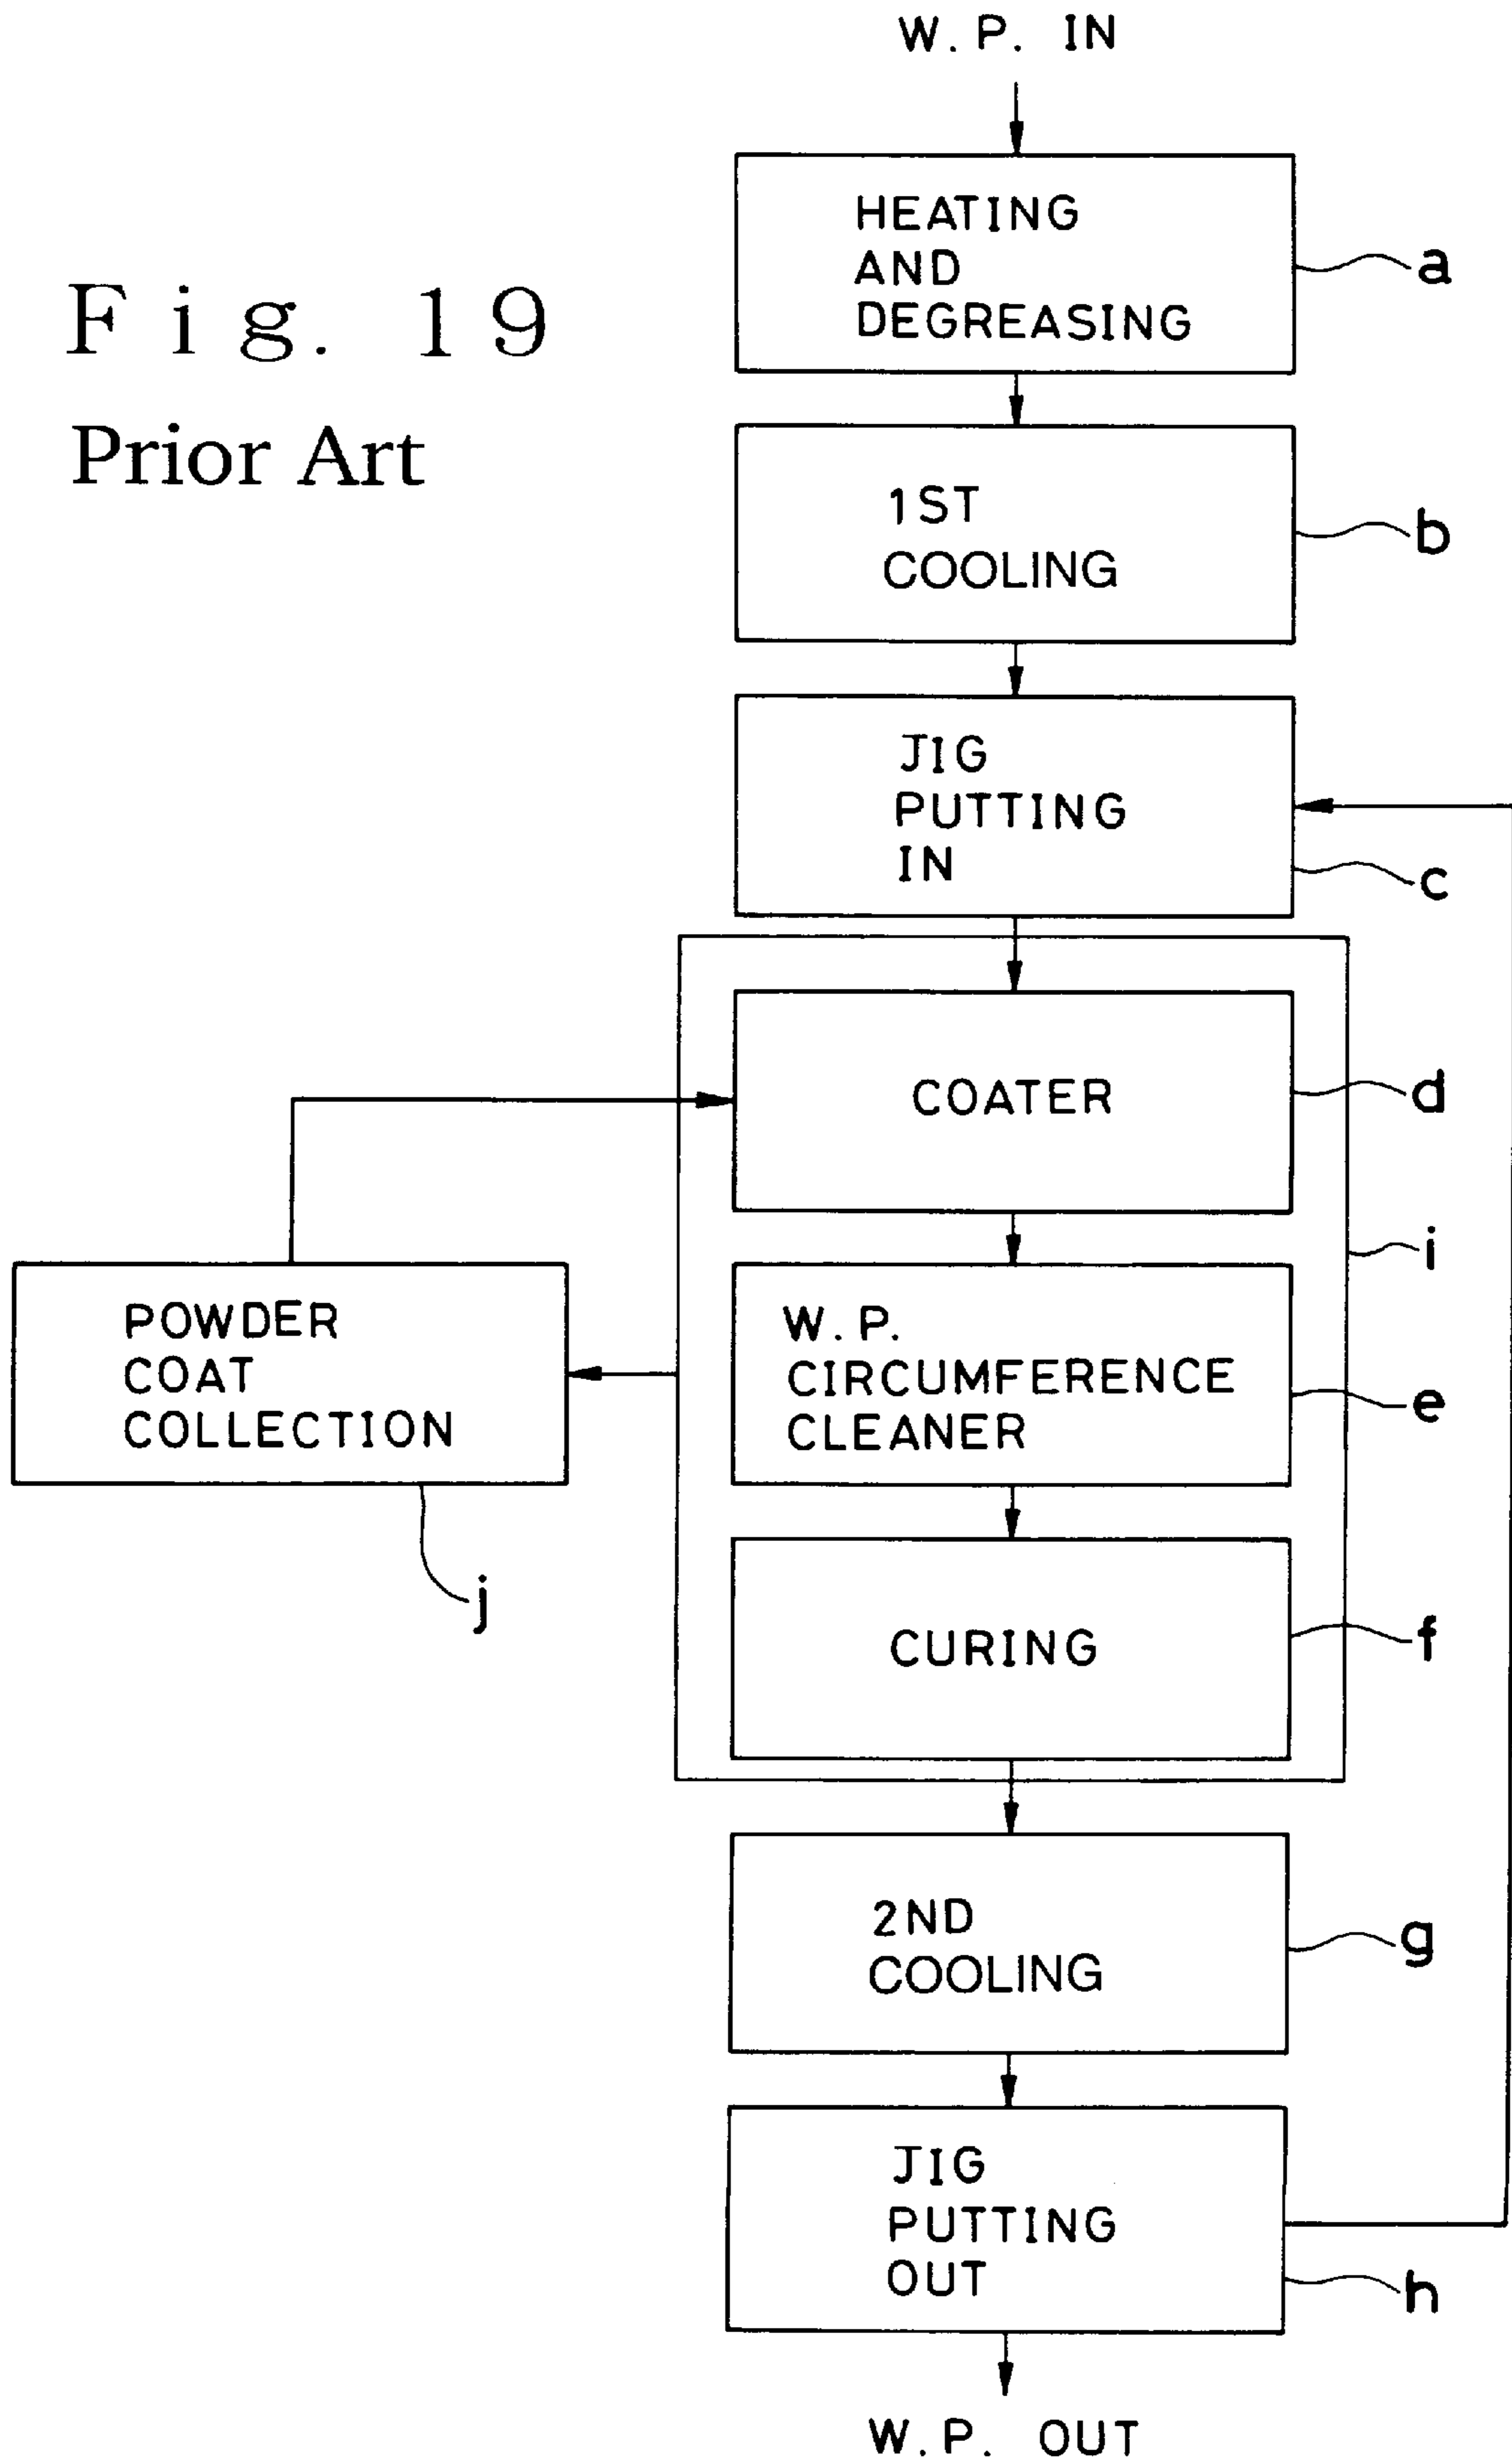 W. P. IN
HEATING
AND
DEGREASING
a
Fig. 19
Prior Art
1ST
COOLING
b
JIG
PUTTING
IN
c
COATER
d
i
POWDER
COAT
COLLECTION
j
W. P.
CIRCUMFERENCE
CLEANER
e
CURING
f
2ND
COOLING
g
JIG
PUTTING
OUT
h
W. P. OUT